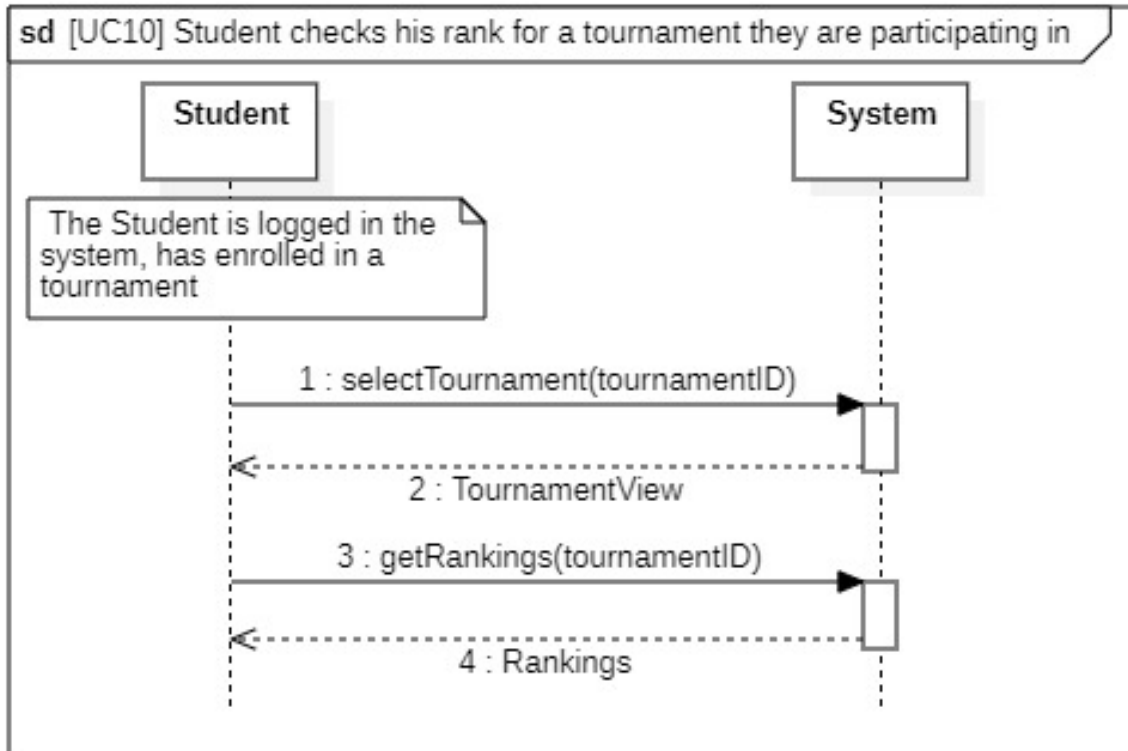 sd [UC10] Student checks his rank for a tournament they are participating in
Student
System
The Student is logged in the
system, has enrolled in a
tournament
1 : selectTournament(tournamentID)
2 : TournamentView
3 : getRankings(tournamentID)
4 : Rankings